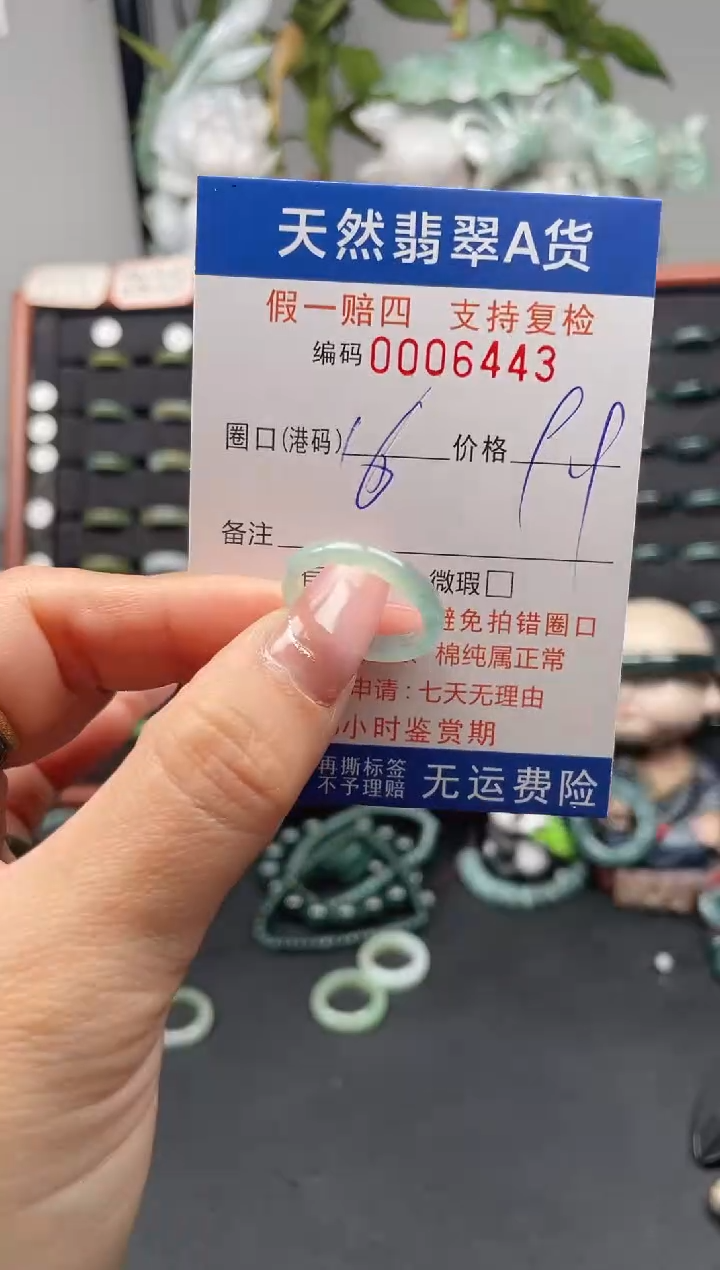 天然翡翠A货
假一赔四 支持复检
编码 0006443
圈口(港码) 16 价格
备注
微瑕□
避免拍错圈口
棉纯属正常
申请：七天无理由
小时鉴赏期
再撕标签
不予理赔 无运费险